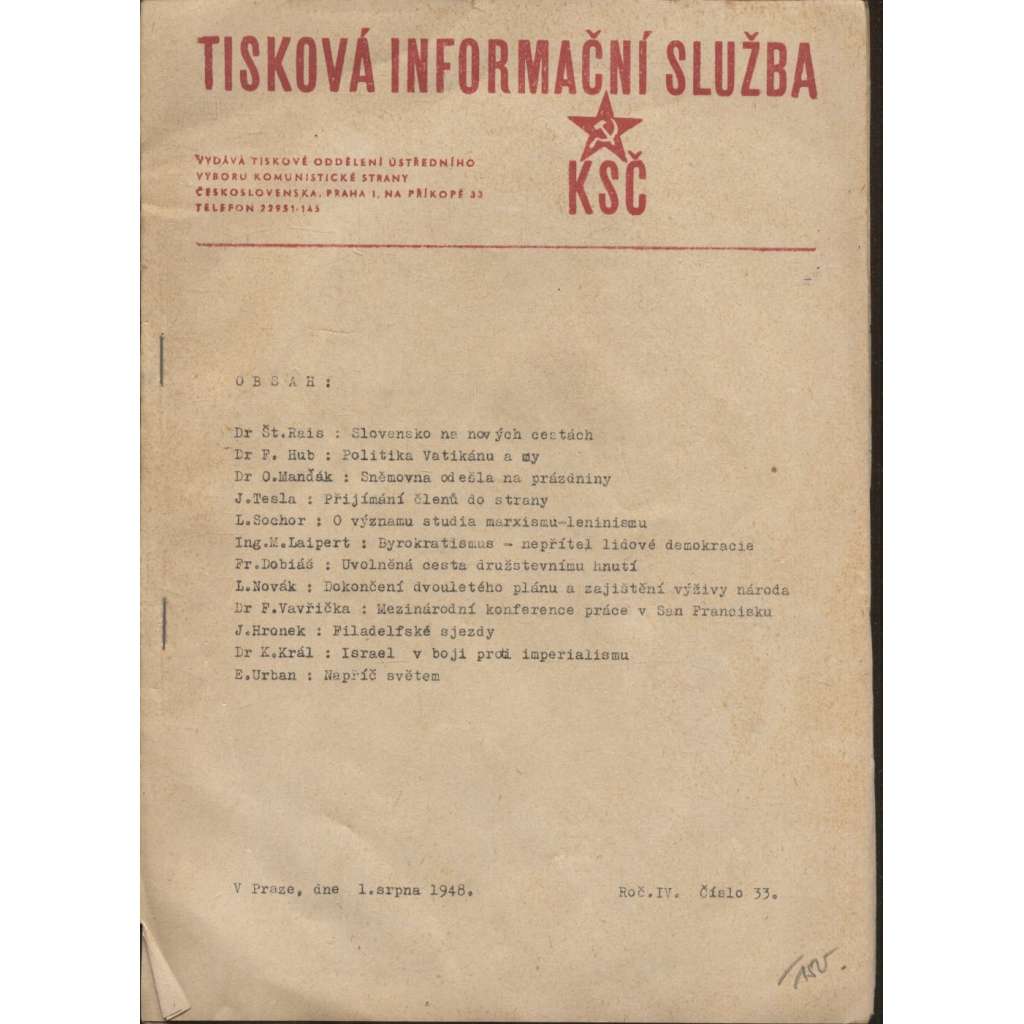 TISKOVÁ INFORMAČNÍ SLUŽBA
KSČ
VYDÁVÁ TISKOVÉ ODDĚLENÍ ÚSTŘEDNÍHO
VÝBORU KOMUNISTICKÉ STRANY
ČESKOSLOVENSKA, PRAHA I, NA PŘÍKOPĚ 33
TELEFON 22951-145
OBSAH:
Dr Št.Rais : Slovensko na nových cestách
Dr F. Hub : Politika Vatikánu a my
Dr O.Mančák : Sněmovna odešla na prázdniny
J.Tesla : Přijímání členů do strany
L.Sochor : O významu studia marxismu-leninismu
Ing.M.Laipert : Byrokratismus - nepřítel lidové demokracie
Fr.Dobiáš : Uvolněná cesta družstevnímu hnutí
L.Novák : Dokončení dvouletého plánu a zajištění výživy národa
Dr F.Vavřička : Mezinárodní konference práce v San Francisku
J.Hronek : Filadelfské sjezdy
Dr K.Král : Israel v boji proti imperialismu
E.Urban : Napříč světem
V Praze, dne 1.srpna 1948. Roč.IV. Číslo 33.